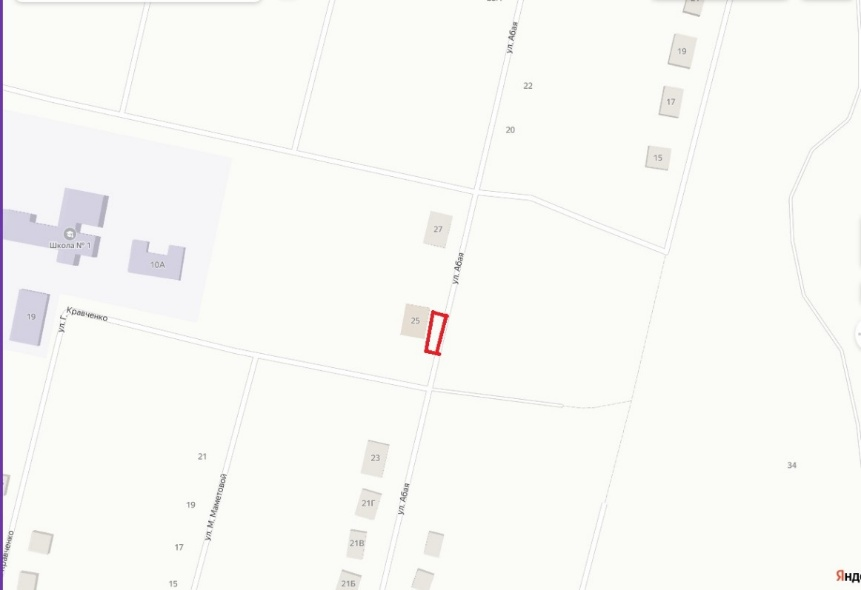 ул. Абая
19
22
17
20
15
27
Школа № 1
10А
ул. Абая
19
ул. Г. Кравченко
25
21
23
34
19
ул. М. Маметовой
21Г
ул. Абая
17
21В
15
21Б